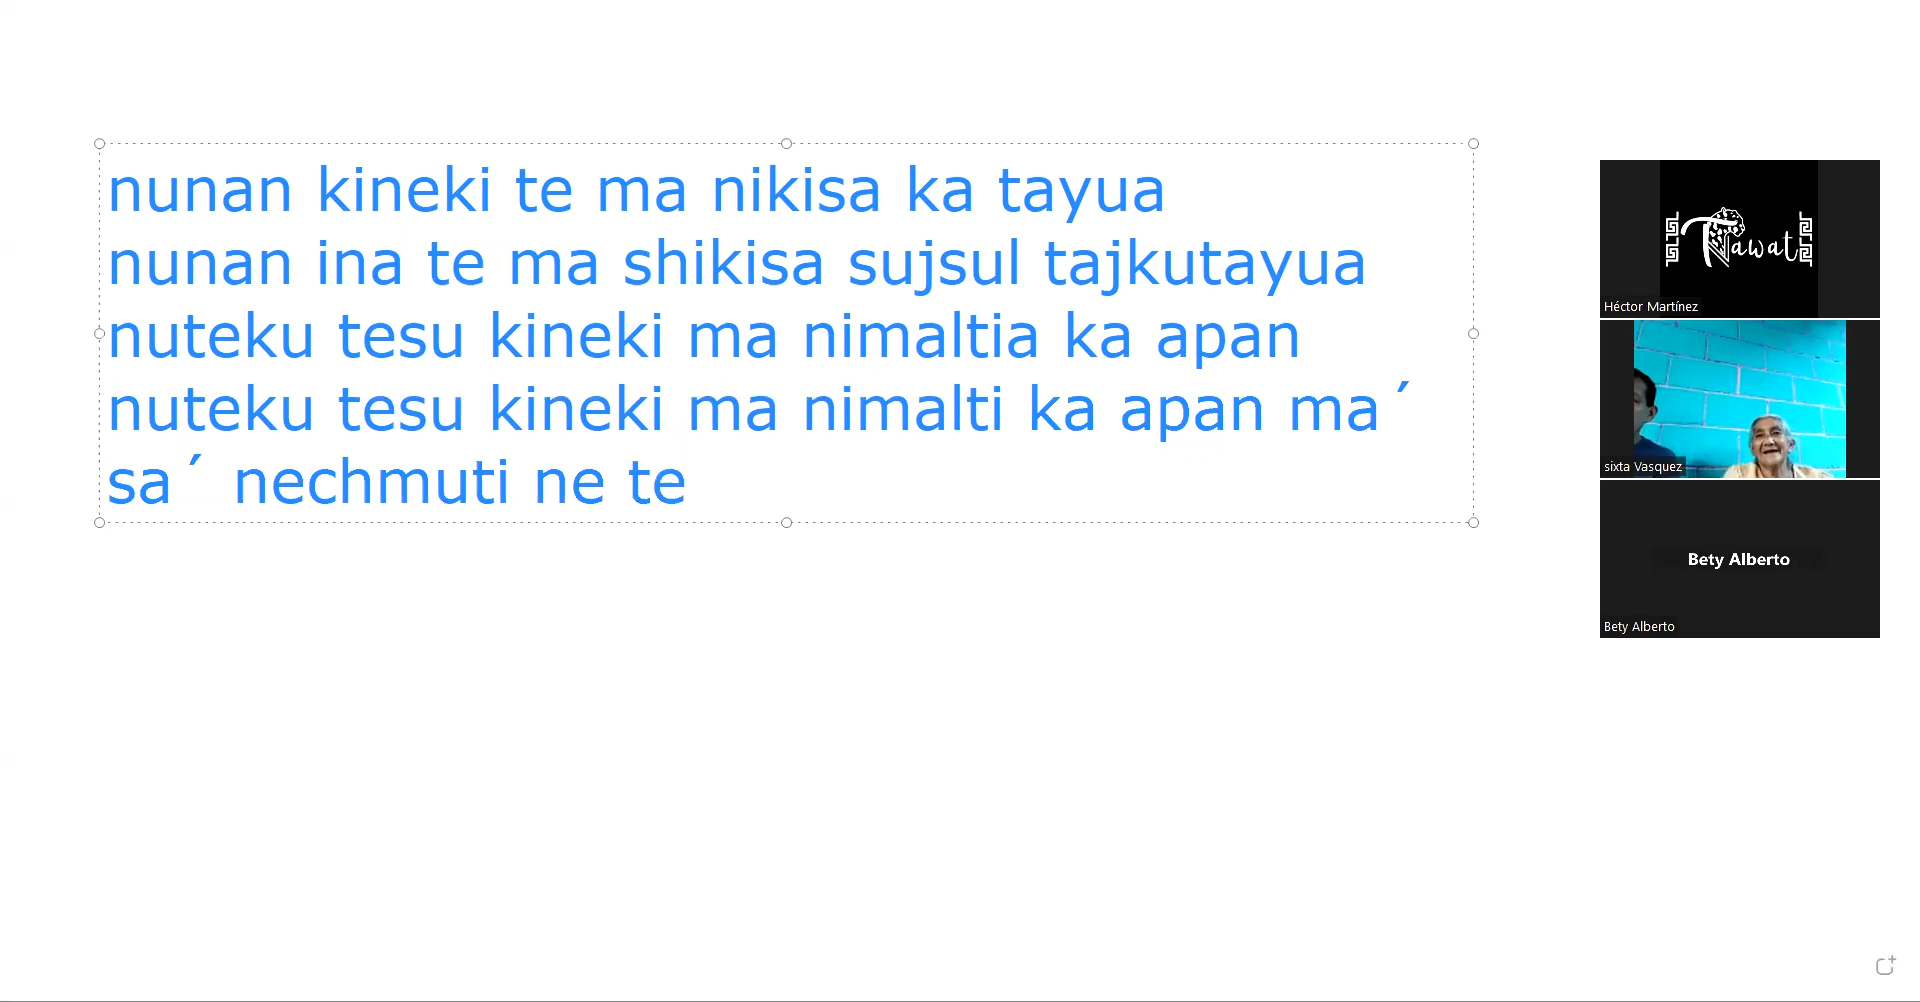 nunan kineki te ma nikisa ka tayua
nunan ina te ma shikisa sujsul tajkutayua
nuteku tesu kineki ma nimaltia ka apan
nuteku tesu kineki ma nimalti ka apan ma´
sa´ nechmuti ne te
Tawat
Héctor Martínez
sixta Vasquez
Bety Alberto
Bety Alberto